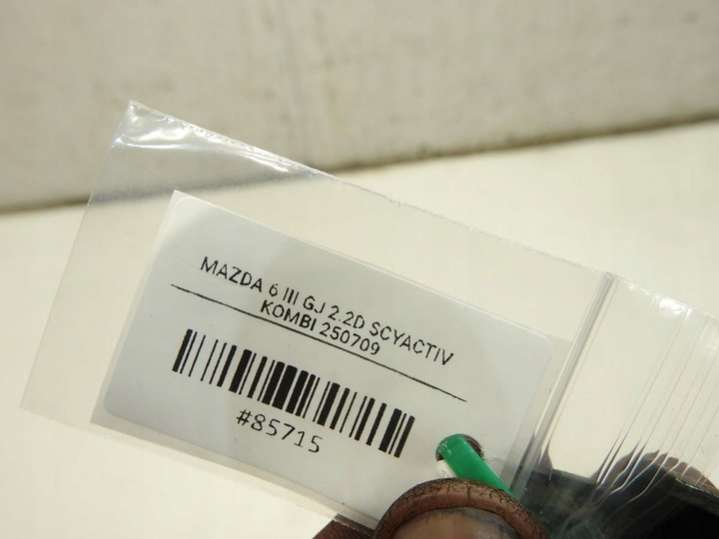 MAZDA 6 III GJ 2.2D SCYACTIV
KOMBI 250709
#85715